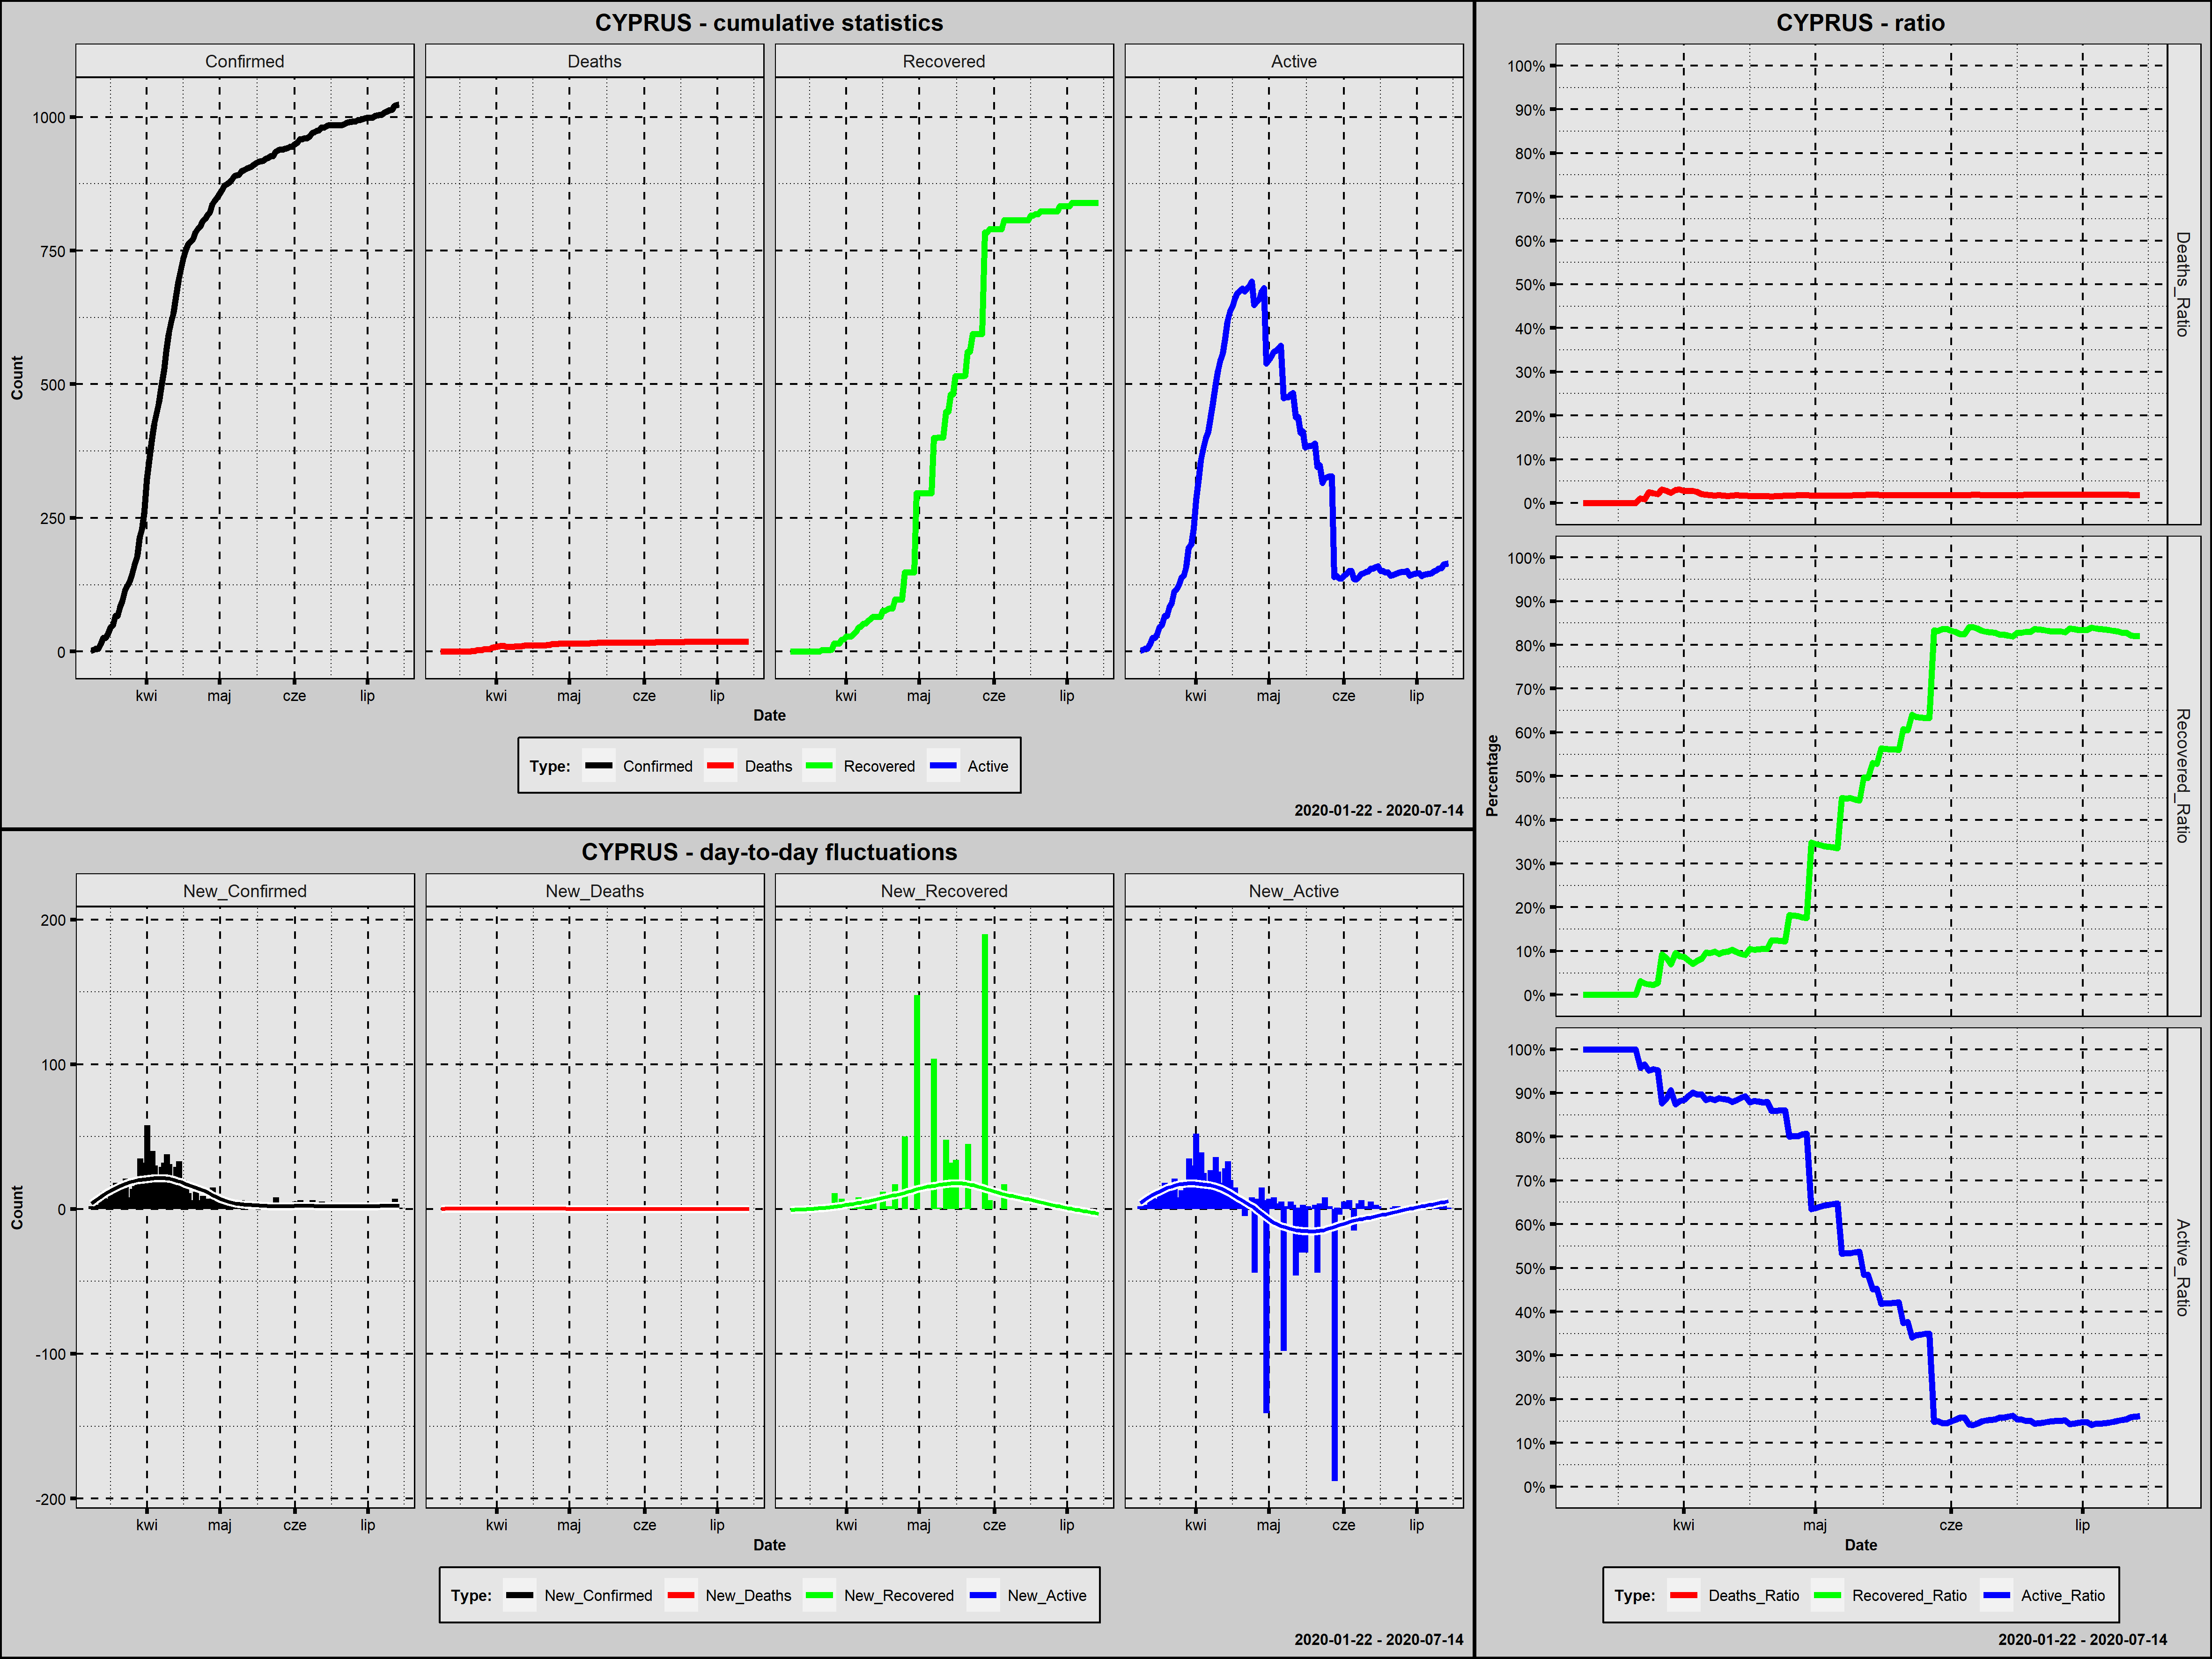 CYPRUS - cumulative statistics
Confirmed Deaths Recovered Active
Count
1000
750
500
250
0
kwi maj cze lip kwi maj cze lip kwi maj cze lip kwi maj cze lip
Date
Type: Confirmed Deaths Recovered Active
2020-01-22 - 2020-07-14
CYPRUS - day-to-day fluctuations
New_Confirmed New_Deaths New_Recovered New_Active
Count
200
100
0
-100
-200
kwi maj cze lip kwi maj cze lip kwi maj cze lip kwi maj cze lip
Date
Type: New_Confirmed New_Deaths New_Recovered New_Active
2020-01-22 - 2020-07-14
CYPRUS - ratio
Percentage
100%
90%
80%
70%
60%
50%
40%
30%
20%
10%
0%
Deaths_Ratio
100%
90%
80%
70%
60%
50%
40%
30%
20%
10%
0%
Recovered_Ratio
100%
90%
80%
70%
60%
50%
40%
30%
20%
10%
0%
Active_Ratio
kwi maj cze lip
Date
Type: Deaths_Ratio Recovered_Ratio Active_Ratio
2020-01-22 - 2020-07-14